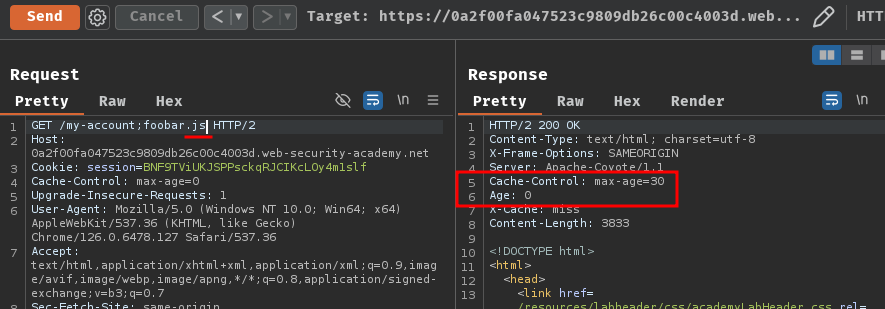 Send Cancel < > Target: https://0a2f00fa047523c9809db26c00c4003d.web... HTT
Request
Pretty Raw Hex \n
1 GET /my-account;foobar.js HTTP/2
2 Host:
0a2f00fa047523c9809db26c00c4003d.web-security-academy.net
3 Cookie: session=BNF9TViUKJSPPsckqRJCIKcLOy4m1slf
4 Cache-Control: max-age=0
5 Upgrade-Insecure-Requests: 1
6 User-Agent: Mozilla/5.0 (Windows NT 10.0; Win64; x64)
AppleWebKit/537.36 (KHTML, like Gecko)
Chrome/126.0.6478.127 Safari/537.36
7 Accept:
text/html,application/xhtml+xml,application/xml;q=0.9,imag
e/avif,image/webp,image/apng,*/*;q=0.8,application/signed-
exchange;v=b3;q=0.7
8 Sec-Fetch-Site: same-origin
Response
Pretty Raw Hex Render \n
1 HTTP/2 200 OK
2 Content-Type: text/html; charset=utf-8
3 X-Frame-Options: SAMEORIGIN
4 Server: Apache-Coyote/1.1
5 Cache-Control: max-age=30
6 Age: 0
7 X-Cache: miss
8 Content-Length: 3833
9
10 <!DOCTYPE html>
11 <html>
12 <head>
13 <link href=
/resources/labheader/css/academyLabHeader.css rel=